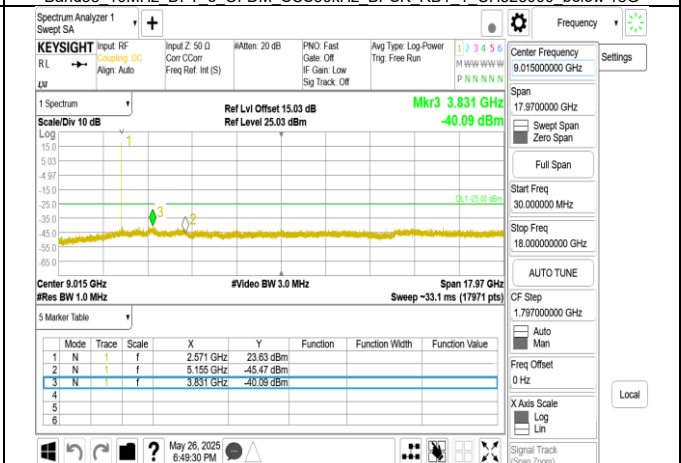 Spectrum Analyzer 1
Swept SA
Frequency
KEYSIGHT
RL
LXI
Input: RF
Coupling: DC
Align: Auto
Input Z: 50 Ω
Corr CCorr
Freq Ref: Int (S)
#Atten: 20 dB
PNO: Fast
Gate: Off
IF Gain: Low
Sig Track: Off
Avg Type: Log-Power
Trig: Free Run
1 2 3 4 5 6
M W W W W W
P N N N N N
Center Frequency
9.015000000 GHz
Settings
Span
17.9700000 GHz
Swept Span
Zero Span
Full Span
Start Freq
30.000000 MHz
Stop Freq
18.000000000 GHz
AUTO TUNE
CF Step
1.797000000 GHz
Auto
Man
Freq Offset
0 Hz
X Axis Scale
Log
Lin
Signal Track
(Span Zoom)
Local
1 Spectrum
Scale/Div 10 dB
Ref Lvl Offset 15.03 dB
Ref Level 25.03 dBm
Mkr3 3.831 GHz
-40.09 dBm
Log
15.0
5.03
-4.97
-15.0
-25.0
-35.0
-45.0
-55.0
-65.0
1
3
2
DL1 -25.00 dBm
Center 9.015 GHz
#Res BW 1.0 MHz
#Video BW 3.0 MHz
Span 17.97 GHz
Sweep ~33.1 ms (17971 pts)
5 Marker Table
Mode Trace Scale X Y Function Function Width Function Value
1 N 1 f 2.571 GHz 23.63 dBm
2 N 1 f 5.155 GHz -45.47 dBm
3 N 1 f 3.831 GHz -40.09 dBm
4
5
6
?
May 26, 2025
6:49:30 PM